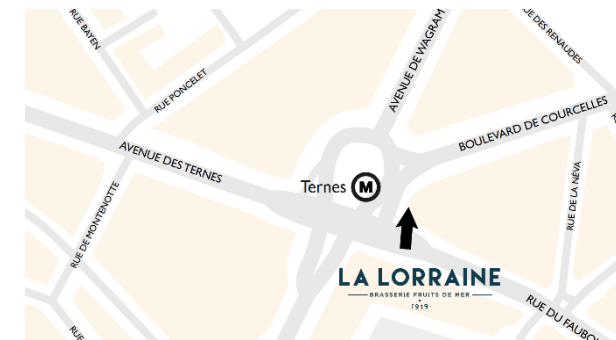 RUE BAYEN
RUE PONCELET
AVENUE DE WAGRAM
RUE DES RENAUDES
BOULEVARD DE COURCELLES
AVENUE DES TERNES
Ternes M
RUE DE LA NÉVA
RUE DE MONTENOTTE
LA LORRAINE
BRASSERIE FRUITS DE MER
1919
RUE DU FAUBO
RUE